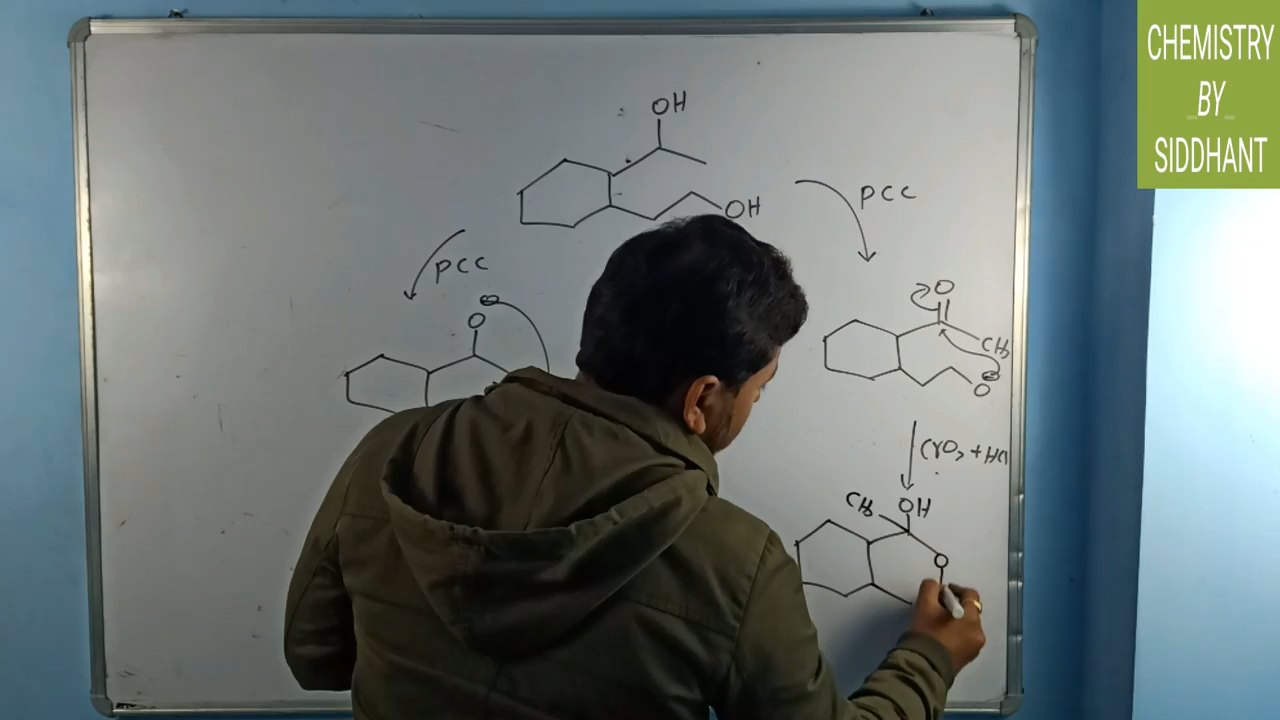 CHEMISTRY
BY
SIDDHANT
OH
OH
PCC
PCC
O
O
CH3
O
CrO3 + HCl
CH3
OH
O